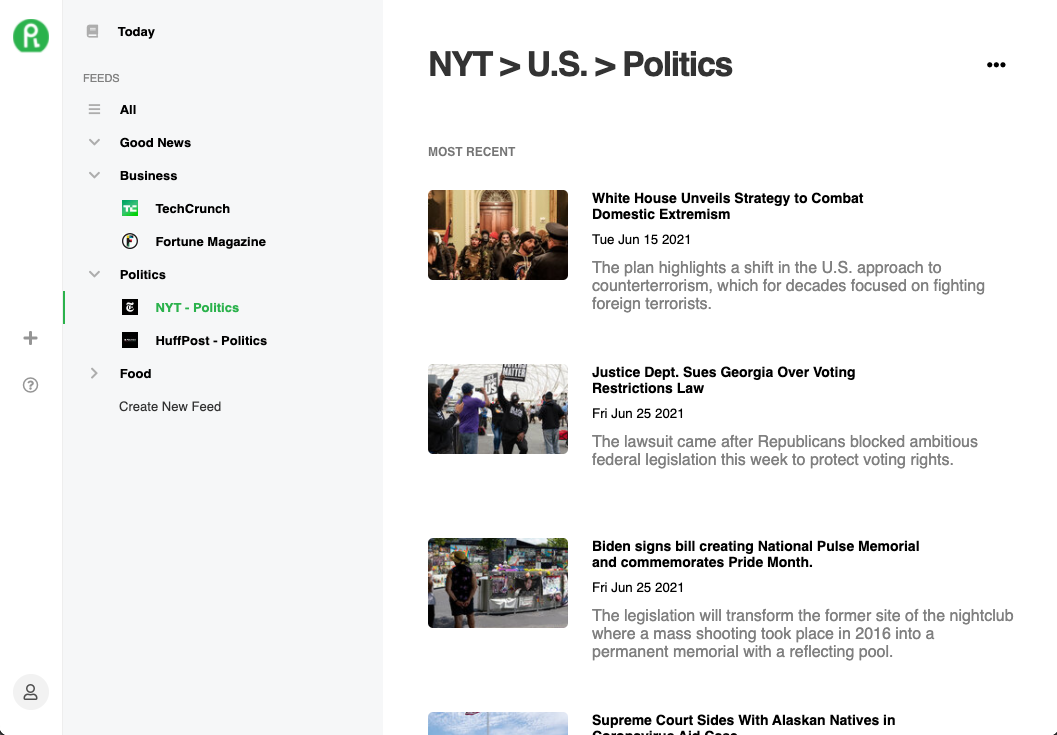 Today
FEEDS
All
Good News
Business
TechCrunch
Fortune Magazine
Politics
NYT - Politics
HuffPost - Politics
Food
Create New Feed
NYT > U.S. > Politics
MOST RECENT
White House Unveils Strategy to Combat
Domestic Extremism
Tue Jun 15 2021
The plan highlights a shift in the U.S. approach to
counterterrorism, which for decades focused on fighting
foreign terrorists.
Justice Dept. Sues Georgia Over Voting
Restrictions Law
Fri Jun 25 2021
The lawsuit came after Republicans blocked ambitious
federal legislation this week to protect voting rights.
Biden signs bill creating National Pulse Memorial
and commemorates Pride Month.
Fri Jun 25 2021
The legislation will transform the former site of the nightclub
where a mass shooting took place in 2016 into a
permanent memorial with a reflecting pool.
Supreme Court Sides With Alaskan Natives in
Coronavirus Aid Case